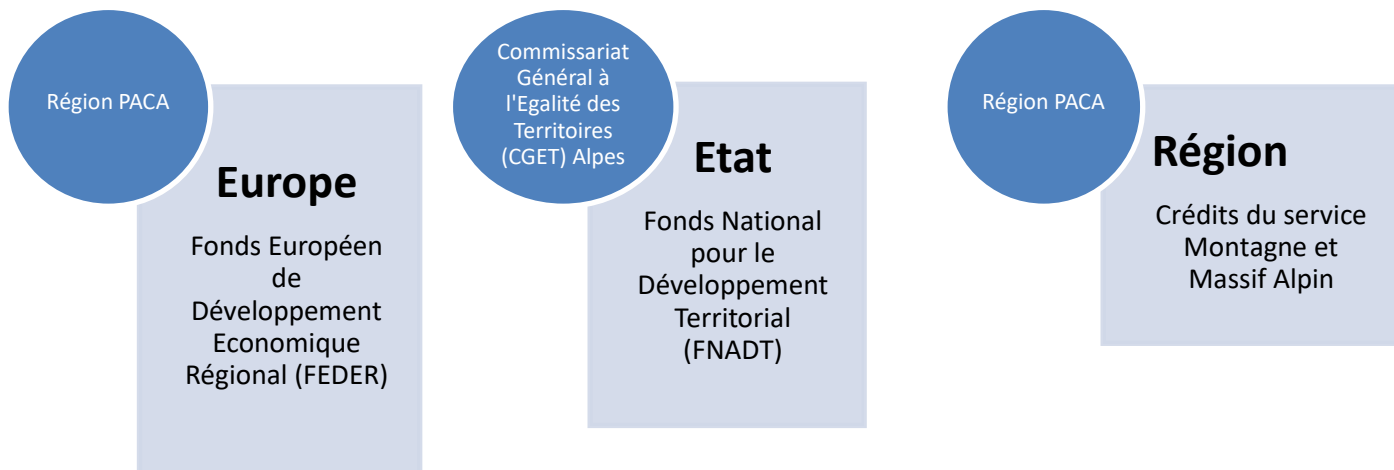 Région PACA
Europe
Fonds Européen
de
Développement
Economique
Régional (FEDER)
Commissariat
Général à
l'Egalité des
Territoires
(CGET) Alpes
Etat
Fonds National
pour le
Développement
Territorial
(FNADT)
Région PACA
Région
Crédits du service
Montagne et
Massif Alpin